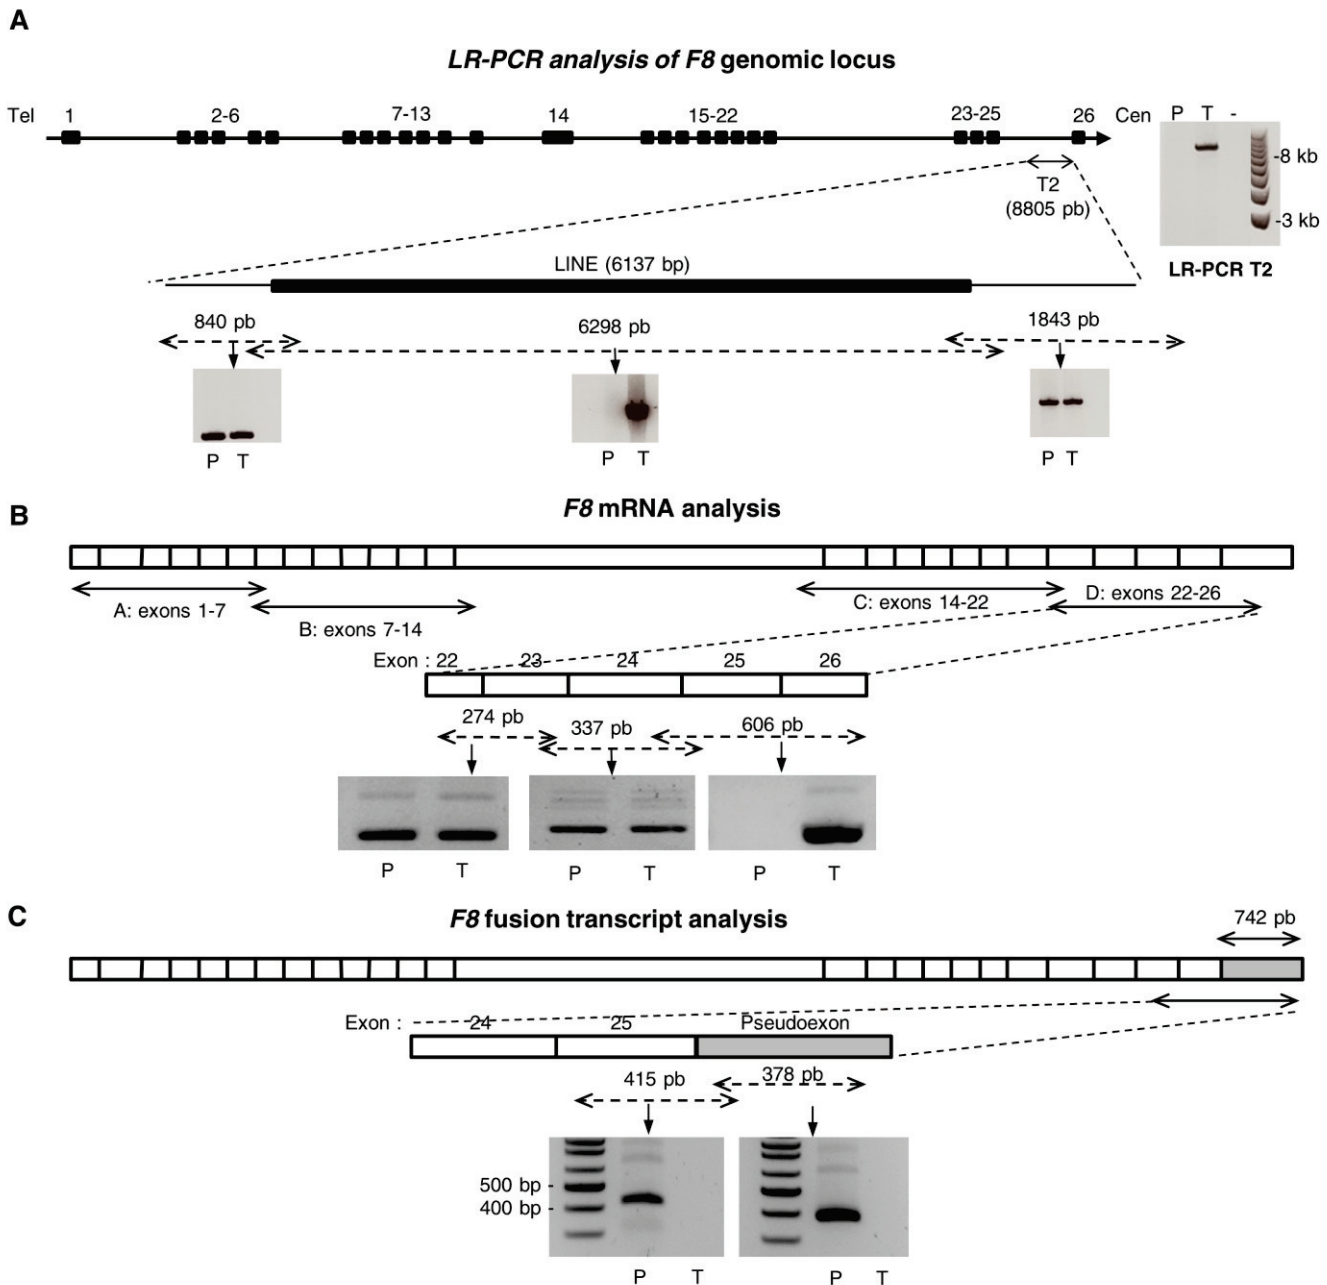 A
LR-PCR analysis of F8 genomic locus
Tel 1 2-6 7-13 14 15-22 23-25 26 Cen P T -
-8 kb
T2
(8805 pb)
-3 kb
LINE (6137 bp)
LR-PCR T2
840 pb 6298 pb 1843 pb
P T P T P T
B
F8 mRNA analysis
A: exons 1-7 B: exons 7-14 C: exons 14-22 D: exons 22-26
Exon : 22 23 24 25 26
274 pb 337 pb 606 pb
P T P T P T
C
F8 fusion transcript analysis
742 pb
Exon : 24 25 Pseudoexon
415 pb 378 pb
500 bp -
400 bp -
P T P T